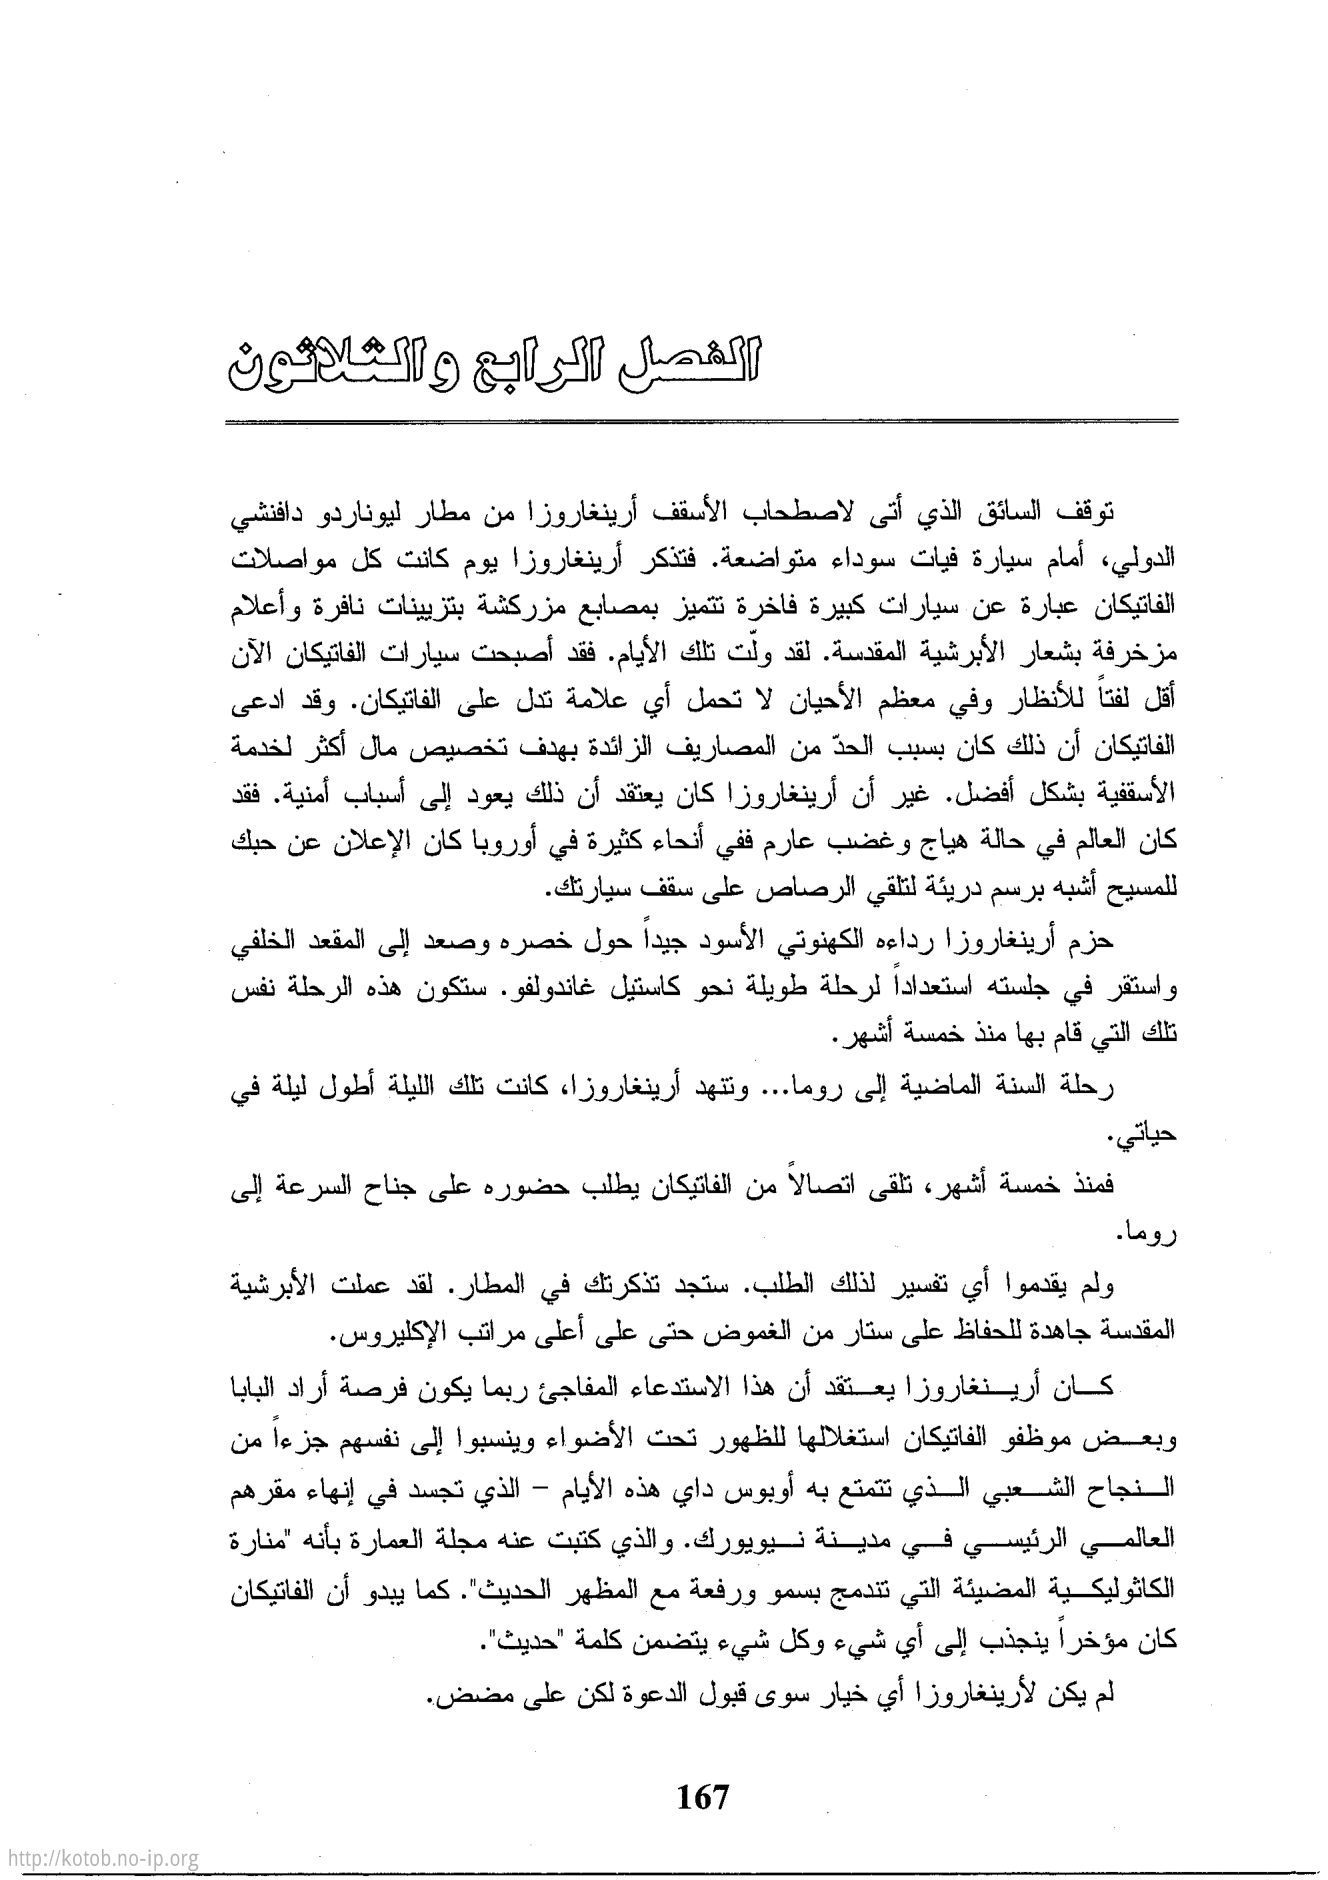 الفصل الرابع والثلاثون
توقف السائق الذي أتى لاصطحاب الأسقف أرينغاروزا من مطار ليوناردو دافنشي
الدولي، أمام سيارة فيات سوداء متواضعة. فتذكر أرينغاروزا يوم كانت كل مواصلات
الفاتيكان عبارة عن سيارات كبيرة فاخرة تتميز بمصابع مزركشة بتزيينات نافرة وأعلام
مزخرفة بشعار الأبرشية المقدسة. لقد ولّت تلك الأيام. فقد أصبحت سيارات الفاتيكان الآن
أقل لفتاً للأنظار وفي معظم الأحيان لا تحمل أي علامة تدل على الفاتيكان. وقد ادعى
الفاتيكان أن ذلك كان بسبب الحدّ من المصاريف الزائدة بهدف تخصيص مال أكثر لخدمة
الأسقفية بشكل أفضل. غير أن أرينغاروزا كان يعتقد أن ذلك يعود إلى أسباب أمنية. فقد
كان العالم في حالة هياج وغضب عارم ففي أنحاء كثيرة في أوروبا كان الإعلان عن حبك
للمسيح أشبه برسم دريئة لتلقي الرصاص على سقف سيارتك.
حزم أرينغاروزا رداءه الكهنوتي الأسود جيداً حول خصره وصعد إلى المقعد الخلفي
واستقر في جلسته استعداداً لرحلة طويلة نحو كاستيل غاندولفو. ستكون هذه الرحلة نفس
تلك التي قام بها منذ خمسة أشهر.
رحلة السنة الماضية إلى روما... وتنهد أرينغاروزا، كانت تلك الليلة أطول ليلة في
حياتي.
فمنذ خمسة أشهر، تلقى اتصالاً من الفاتيكان يطلب حضوره على جناح السرعة إلى
روما.
ولم يقدموا أي تفسير لذلك الطلب. ستجد تذكرتك في المطار. لقد عملت الأبرشية
المقدسة جاهدة للحفاظ على ستار من الغموض حتى على أعلى مراتب الإكليروس.
كـان أريـنغاروزا يعـتقد أن هذا الاستدعاء المفاجئ ربما يكون فرصة أراد البابا
وبعـض موظفو الفاتيكان استغلالها للظهور تحت الأضواء وينسبوا إلى نفسهم جزءاً من
الـنجاح الشـعبي الـذي تتمتع به أوبوس داي هذه الأيام – الذي تجسد في إنهاء مقرهم
العالمـي الرئيسـي فـي مديـنة نـيويورك. والذي كتبت عنه مجلة العمارة بأنه "منارة
الكاثوليكـية المضيئة التي تندمج بسمو ورفعة مع المظهر الحديث". كما يبدو أن الفاتيكان
كان مؤخراً ينجذب إلى أي شيء وكل شيء يتضمن كلمة "حديث".
لم يكن لأرينغاروزا أي خيار سوى قبول الدعوة لكن على مضض.
167
http://kotob.no-ip.org